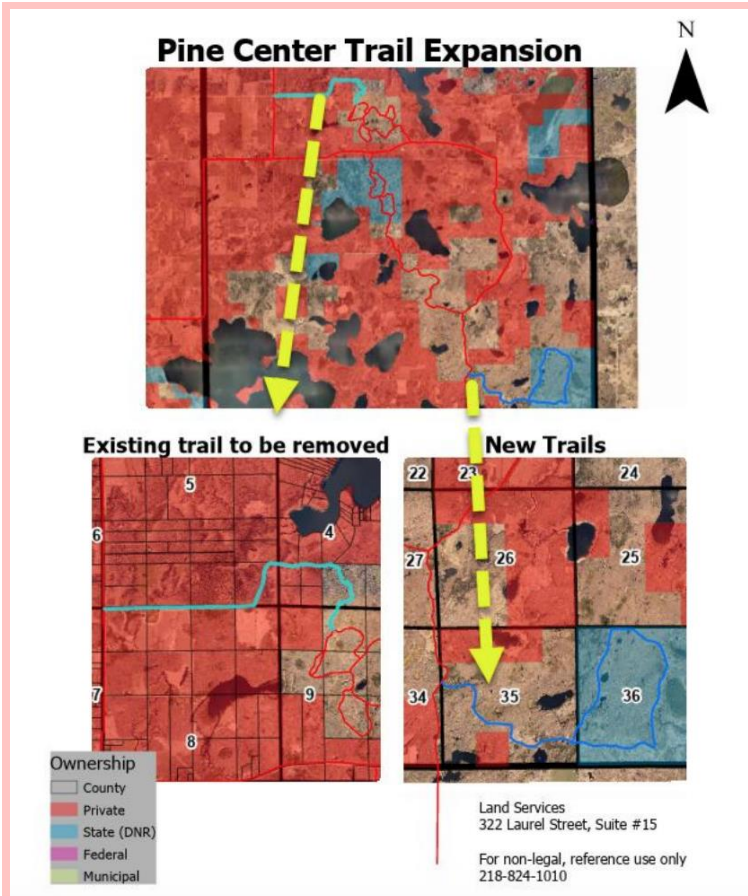 N
Pine Center Trail Expansion
Existing trail to be removed
New Trails
5
4
6
7
8
9
22
23
24
27
26
25
34
35
36
Ownership
County
Private
State (DNR)
Federal
Municipal
Land Services
322 Laurel Street, Suite #15
For non-legal, reference use only
218-824-1010